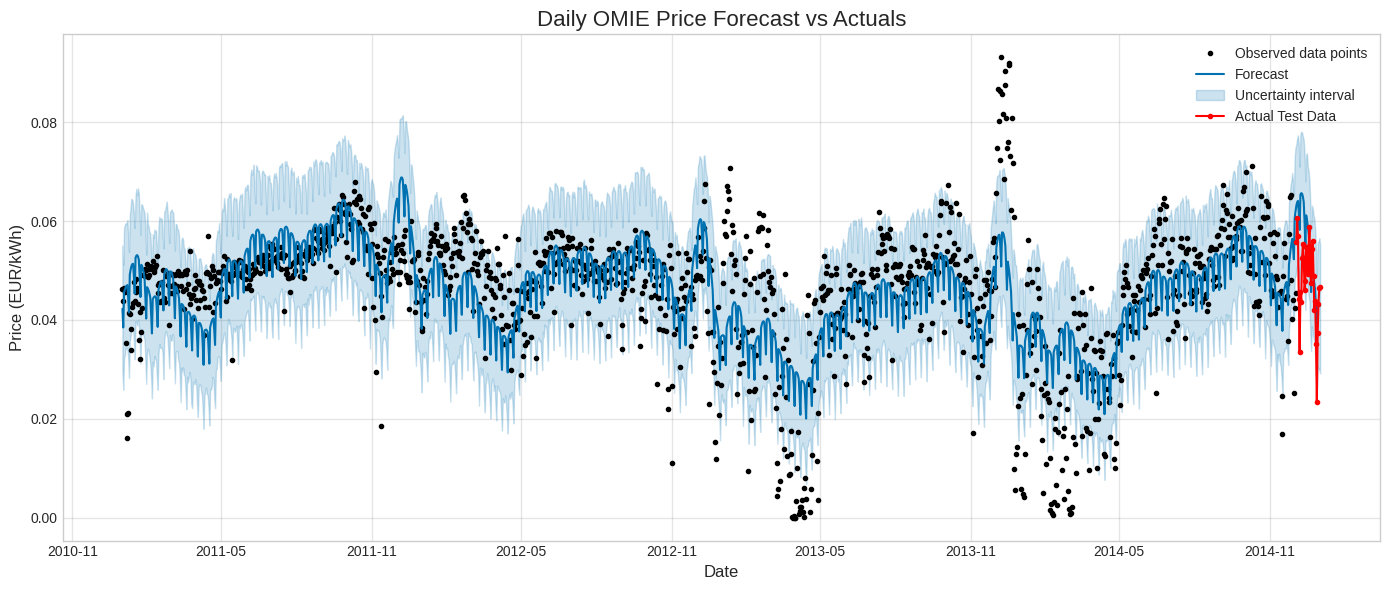 Daily OMIE Price Forecast vs Actuals
Observed data points
Forecast
Uncertainty interval
Actual Test Data
Price (EUR/kWh)
0.08
0.06
0.04
0.02
0.00
2010-11
2011-05
2011-11
2012-05
2012-11
2013-05
2013-11
2014-05
2014-11
Date